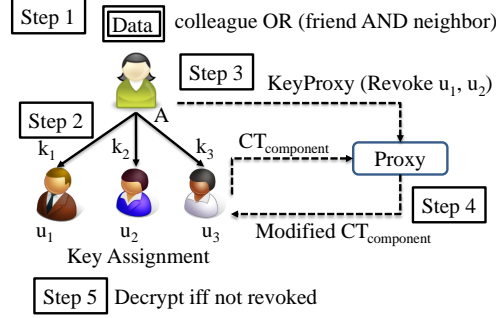 Step 1
Data
colleague OR (friend AND neighbor)
Step 3
KeyProxy (Revoke u1, u2)
A
Step 2
k1 k2 k3
CTcomponent
Proxy
Step 4
u1 u2 u3
Modified CTcomponent
Key Assignment
Step 5 Decrypt iff not revoked